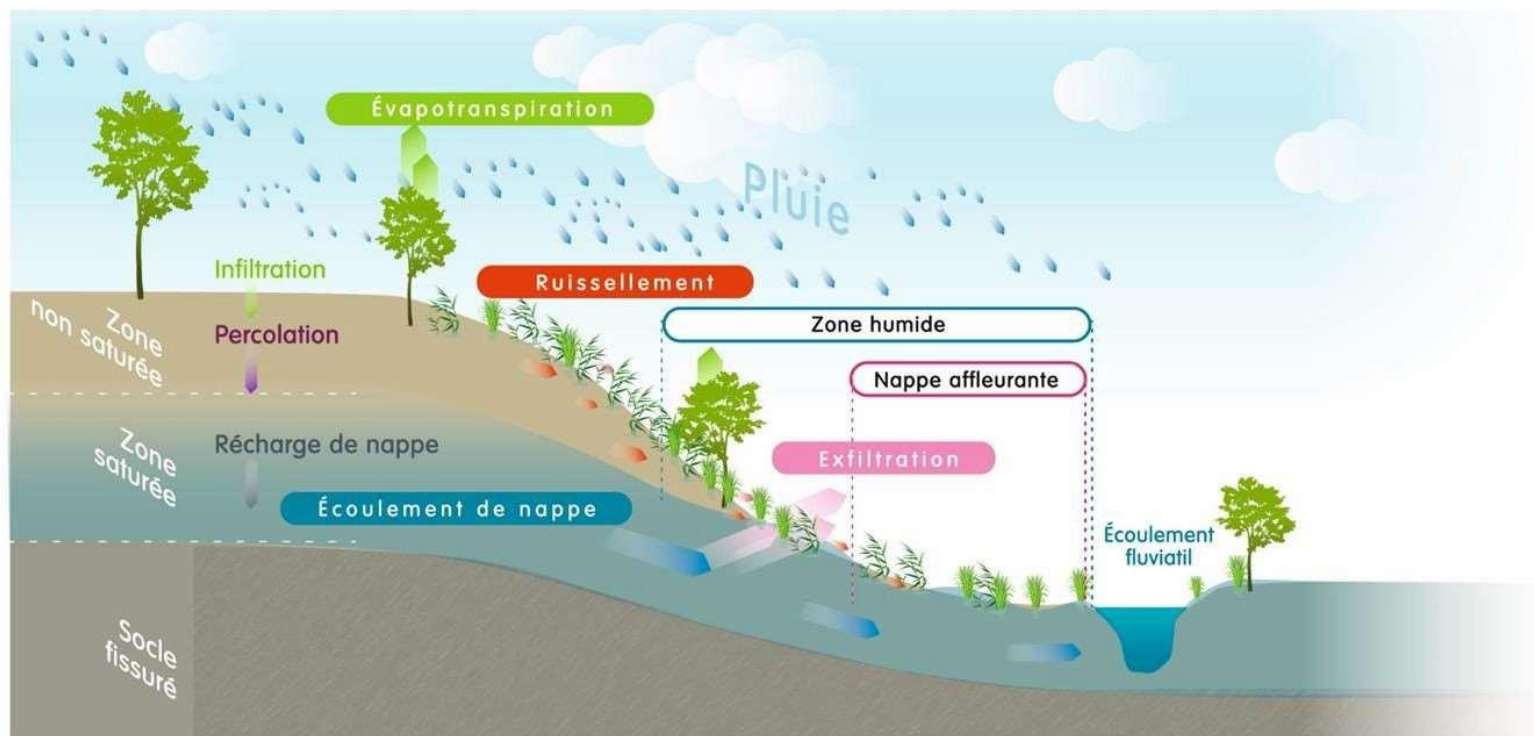 Évapotranspiration
Pluie
Infiltration
Ruissellement
Zone
non saturée
Percolation
Zone humide
Nappe affleurante
Zone
saturée
Récharge de nappe
Exfiltration
Écoulement de nappe
Écoulement
fluviatil
Socle
fissuré